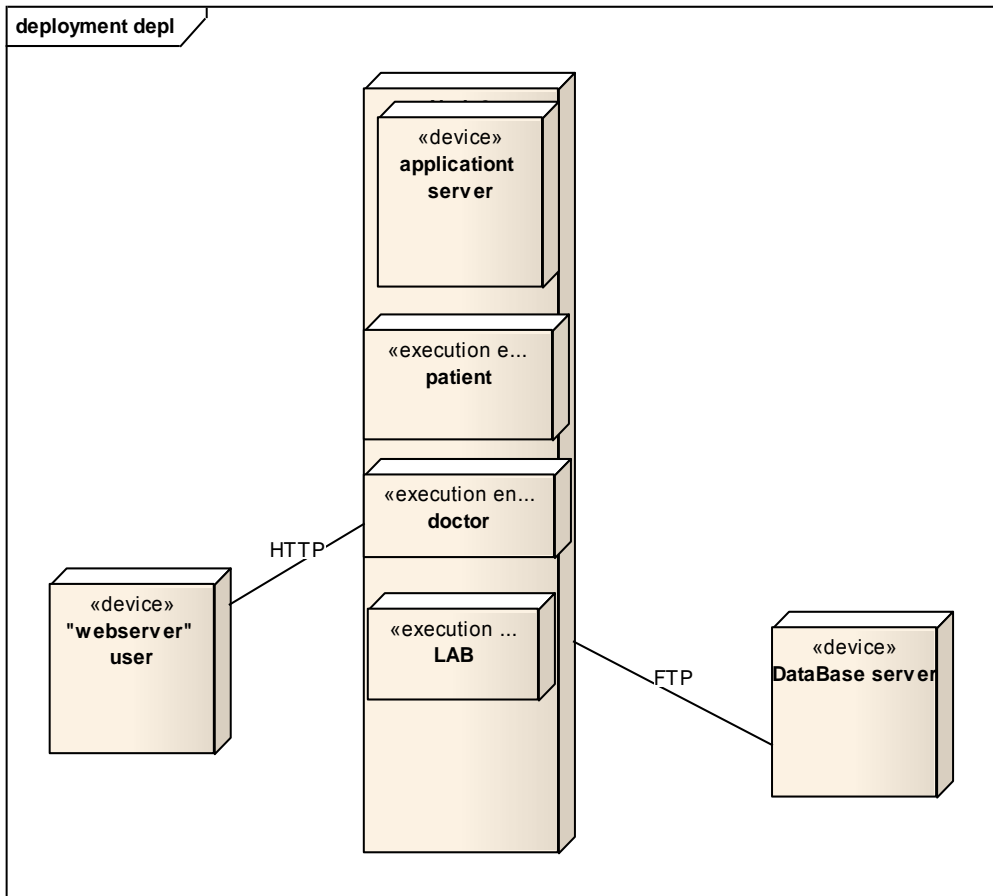 deployment depl
«device»
applicationt
server
«execution e...
patient
«execution en...
doctor
HTTP
«device»
"webserver"
user
«execution ...
LAB
«device»
DataBase server
FTP